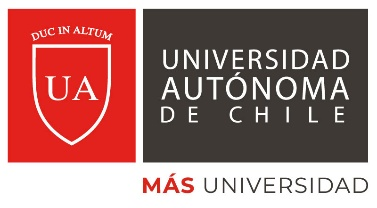 DUC IN ALTUM
UA
UNIVERSIDAD
AUTÓNOMA
DE CHILE
MÁS UNIVERSIDAD